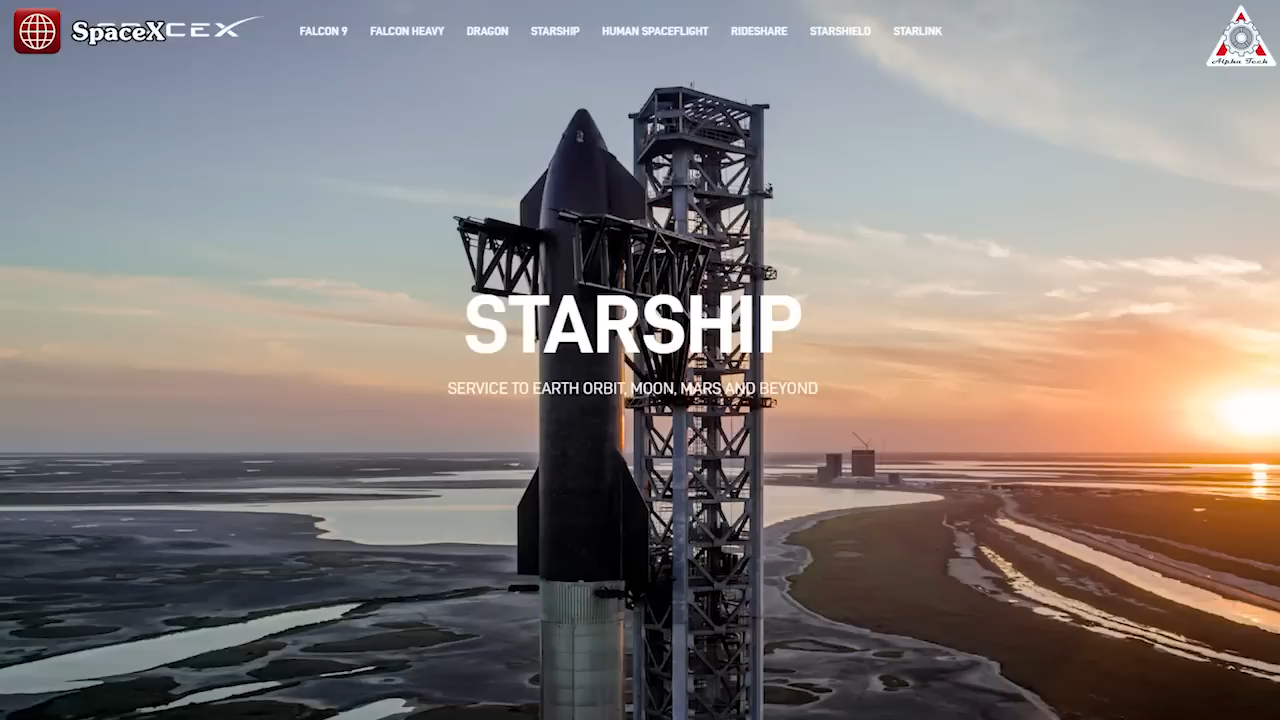 SpaceX
FALCON 9 FALCON HEAVY DRAGON STARSHIP HUMAN SPACEFLIGHT RIDESHARE STARSHIELD STARLINK
Alpha Tech
STARSHIP
SERVICE TO EARTH ORBIT, MOON, MARS AND BEYOND